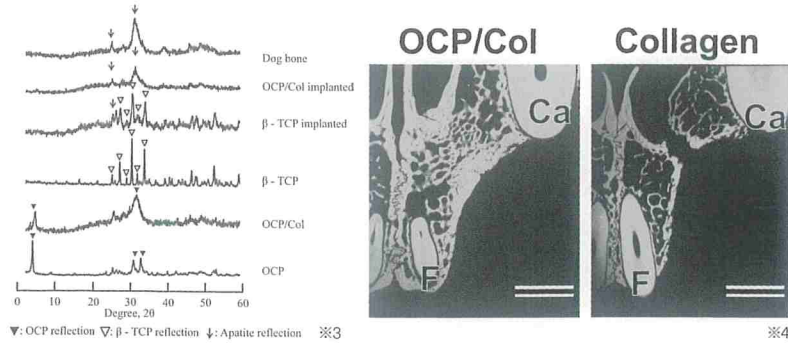 Dog bone
OCP/Col implanted
β - TCP implanted
β - TCP
OCP/Col
OCP
0 10 20 30 40 50 60
Degree, 2θ
▼: OCP reflection ▽: β - TCP reflection ↓: Apatite reflection ※3
OCP/Col Collagen
Ca
Ca
F
F
※4